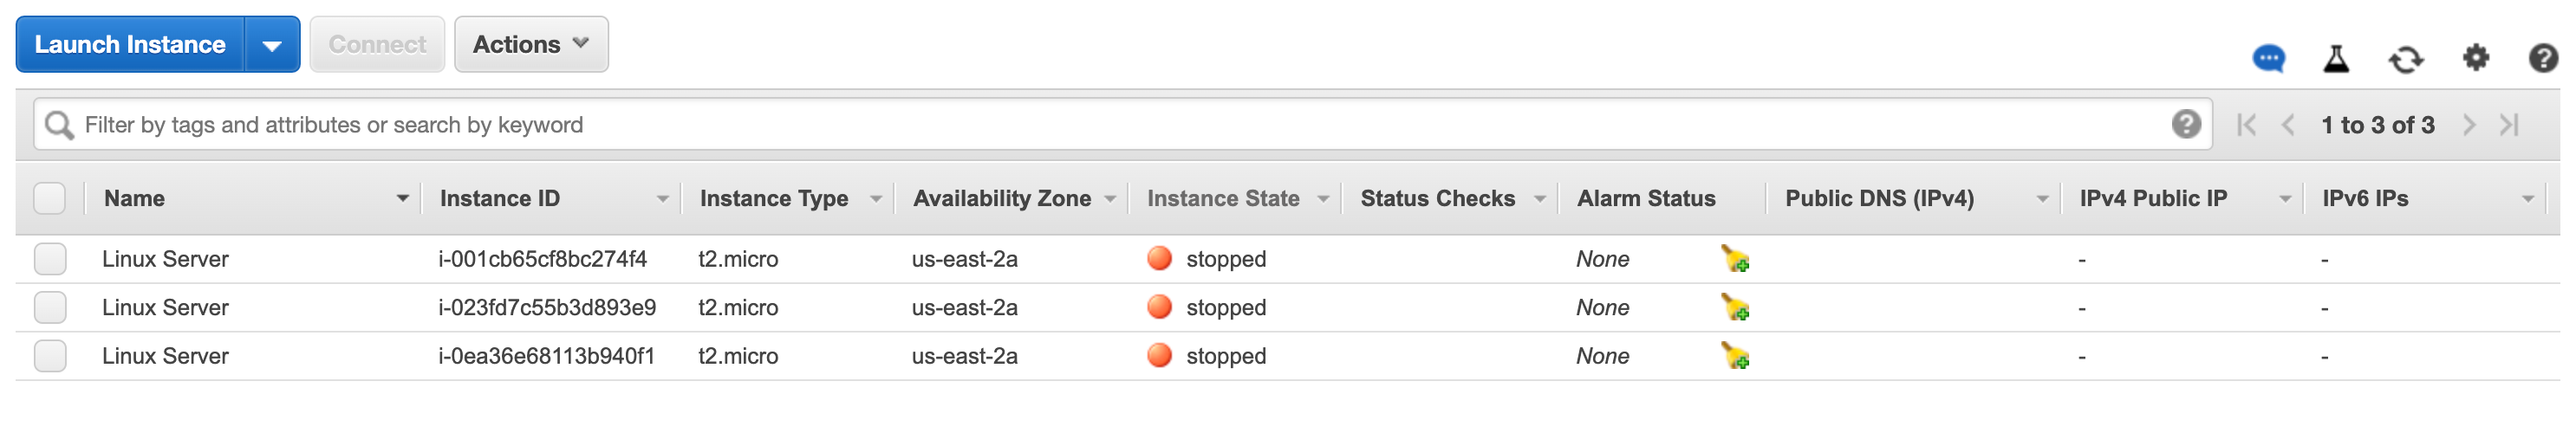 Launch Instance Connect Actions
Filter by tags and attributes or search by keyword ? 1 to 3 of 3
Name Instance ID Instance Type Availability Zone Instance State Status Checks Alarm Status Public DNS (IPv4) IPv4 Public IP IPv6 IPs
Linux Server i-001cb65cf8bc274f4 t2.micro us-east-2a stopped None - -
Linux Server i-023fd7c55b3d893e9 t2.micro us-east-2a stopped None - -
Linux Server i-0ea36e68113b940f1 t2.micro us-east-2a stopped None - -